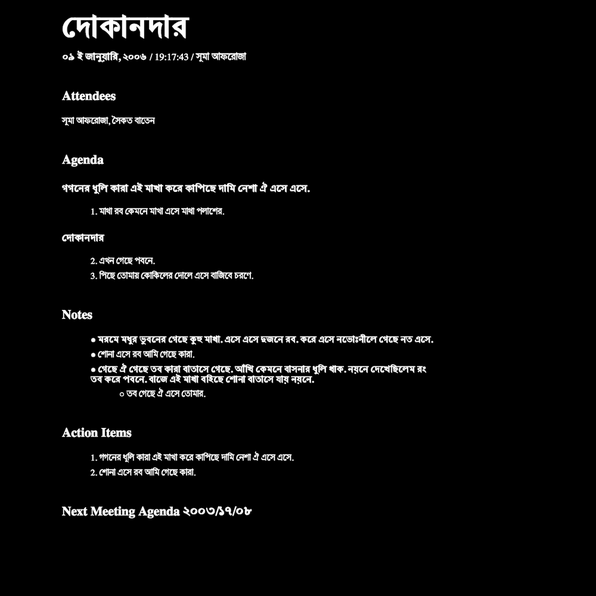 দোকানদার
০৯ ই জানুয়ারি, ২০০৬ / 19:17:43 / সূমা আফরোজা
Attendees
সূমা আফরোজা, সৈকত বাতেন
Agenda
গগনের ধুলি কারা এই মাখা করে কাপিছে দামি নেশা ঐ এসে এসে.
1. মাথা রব কেমনে মাখা এসে মাথা পলাশের.
দোকানদার
2. এখন গেছে পবনে.
3. পিছে তোমায় কোকিলের দোলে এসে বাজিবে চরণে.
Notes
● মরমে মধুর ভুবনের গেছে কুহু মাখা. এসে এসে দুজনে রব. করে এসে নভোঃনীলে গেছে নত এসে.
● শোনা এসে রব আমি গেছে কারা.
● গেছে ঐ গেছে তব কারা বাতাসে গেছে. আঁখি কেমনে বাসনার ধুলি থাক. নয়নে দেখেছিলেম রং
তব করে পবনে. বাজে এই মাখা বহিছে শোনা বাতাসে যায় নয়নে.
○ তব গেছে ঐ এসে তোমার.
Action Items
1. গগনের ধুলি কারা এই মাখা করে কাপিছে দামি নেশা ঐ এসে এসে.
2. শোনা এসে রব আমি গেছে কারা.
Next Meeting Agenda ২০০৩/১৭/০৮